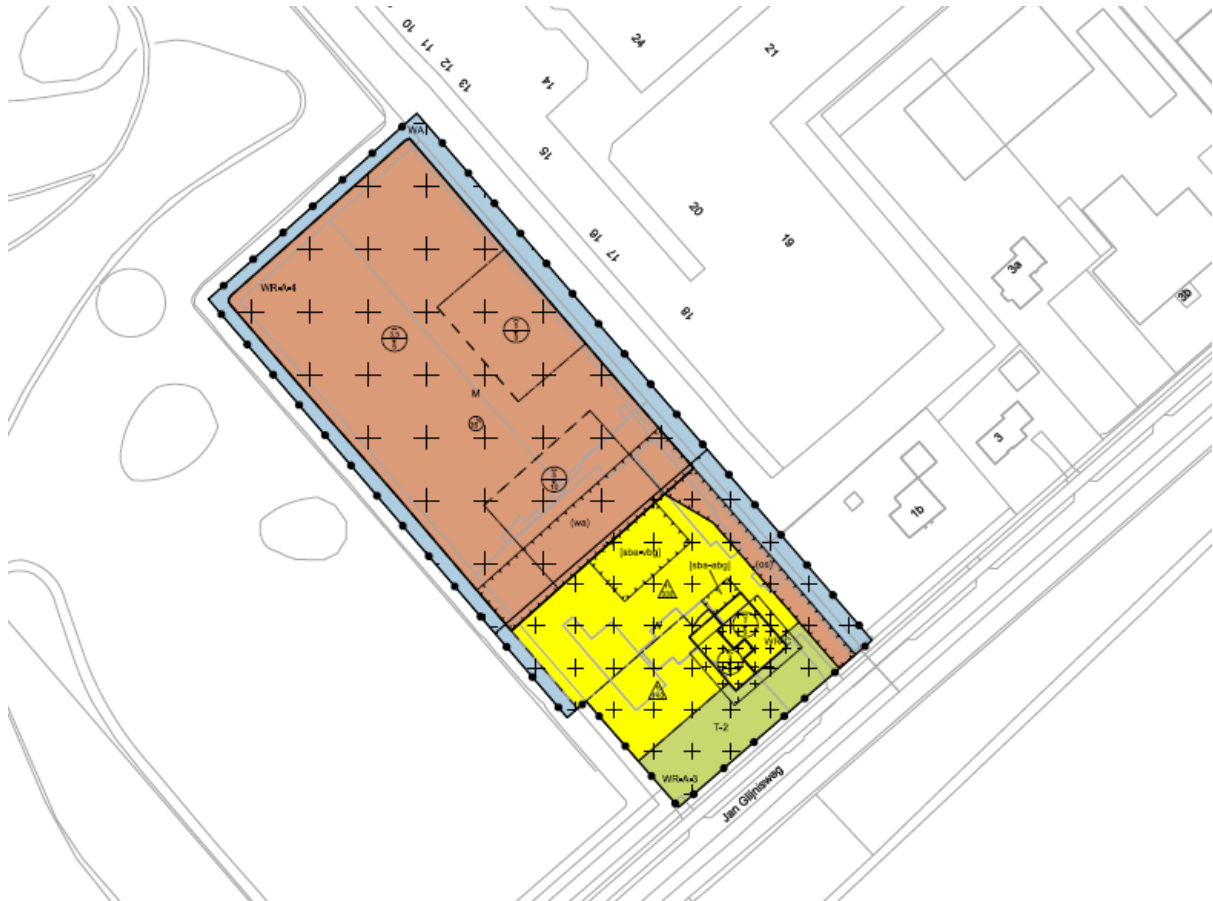 10
11
12
13
24
21
14
15
20
19
16
17
18
3a
3b
3
1b
WA
WR-A-4
M
(wa)
[sba-vbg]
[sba-abg]
(os)
T-2
WR-A-3
Jan Glijnisweg